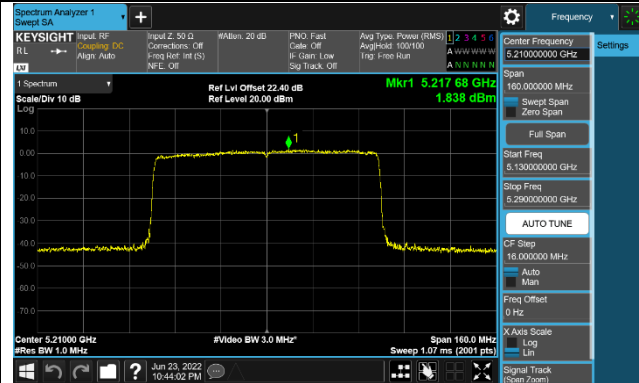 Spectrum Analyzer 1
Swept SA
Frequency
KEYSIGHT
RL
Input: RF
Coupling: DC
Align: Auto
Input Z: 50 Ω
Corrections: Off
Freq Ref: Int (S)
NFE: Off
#Atten: 20 dB
PNO: Fast
Gate: Off
IF Gain: Low
Sig Track: Off
Avg Type: Power (RMS)
Avg|Hold: 100/100
Trig: Free Run
1 2 3 4 5 6
A W W W W W
A N N N N N
LXI
1 Spectrum
Scale/Div 10 dB
Log
Ref Lvl Offset 22.40 dB
Ref Level 20.00 dBm
Mkr1 5.217 68 GHz
1.838 dBm
1
10.0
0.00
-10.0
-20.0
-30.0
-40.0
-50.0
-60.0
-70.0
Center 5.21000 GHz
#Res BW 1.0 MHz
#Video BW 3.0 MHz*
Span 160.0 MHz
Sweep 1.07 ms (2001 pts)
Jun 23, 2022
10:44:02 PM
Center Frequency
5.210000000 GHz
Settings
Span
160.000000 MHz
Swept Span
Zero Span
Full Span
Start Freq
5.130000000 GHz
Stop Freq
5.290000000 GHz
AUTO TUNE
CF Step
16.000000 MHz
Auto
Man
Freq Offset
0 Hz
X Axis Scale
Log
Lin
Signal Track
(Span Zoom)